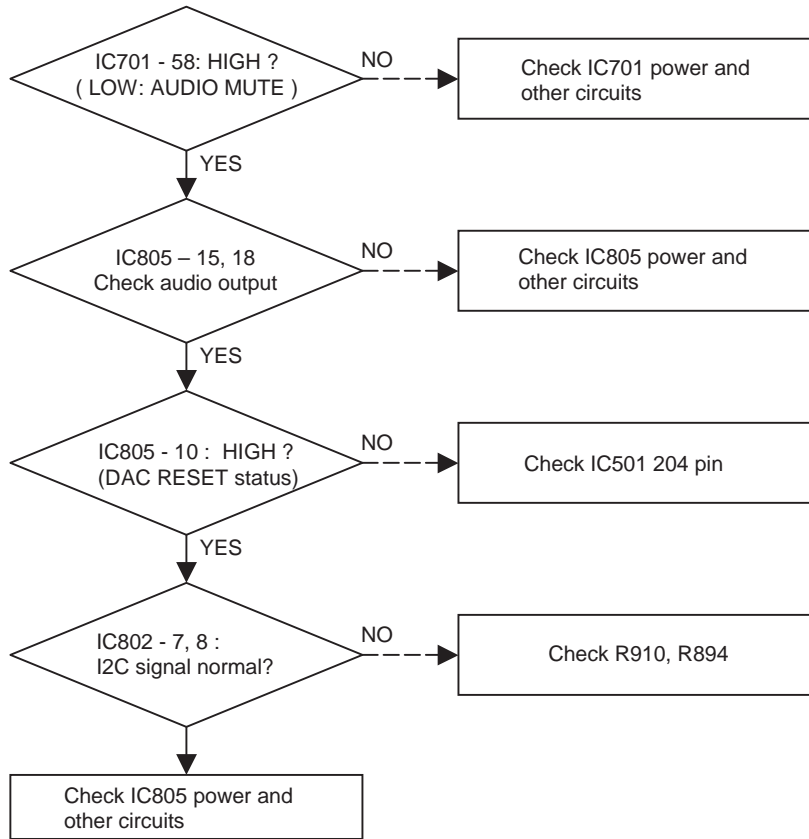 IC701 - 58: HIGH ?
( LOW: AUDIO MUTE )
NO
Check IC701 power and
other circuits
YES
IC805 – 15, 18
Check audio output
NO
Check IC805 power and
other circuits
YES
IC805 - 10 : HIGH ?
(DAC RESET status)
NO
Check IC501 204 pin
YES
IC802 - 7, 8 :
I2C signal normal?
NO
Check R910, R894
Check IC805 power and
other circuits